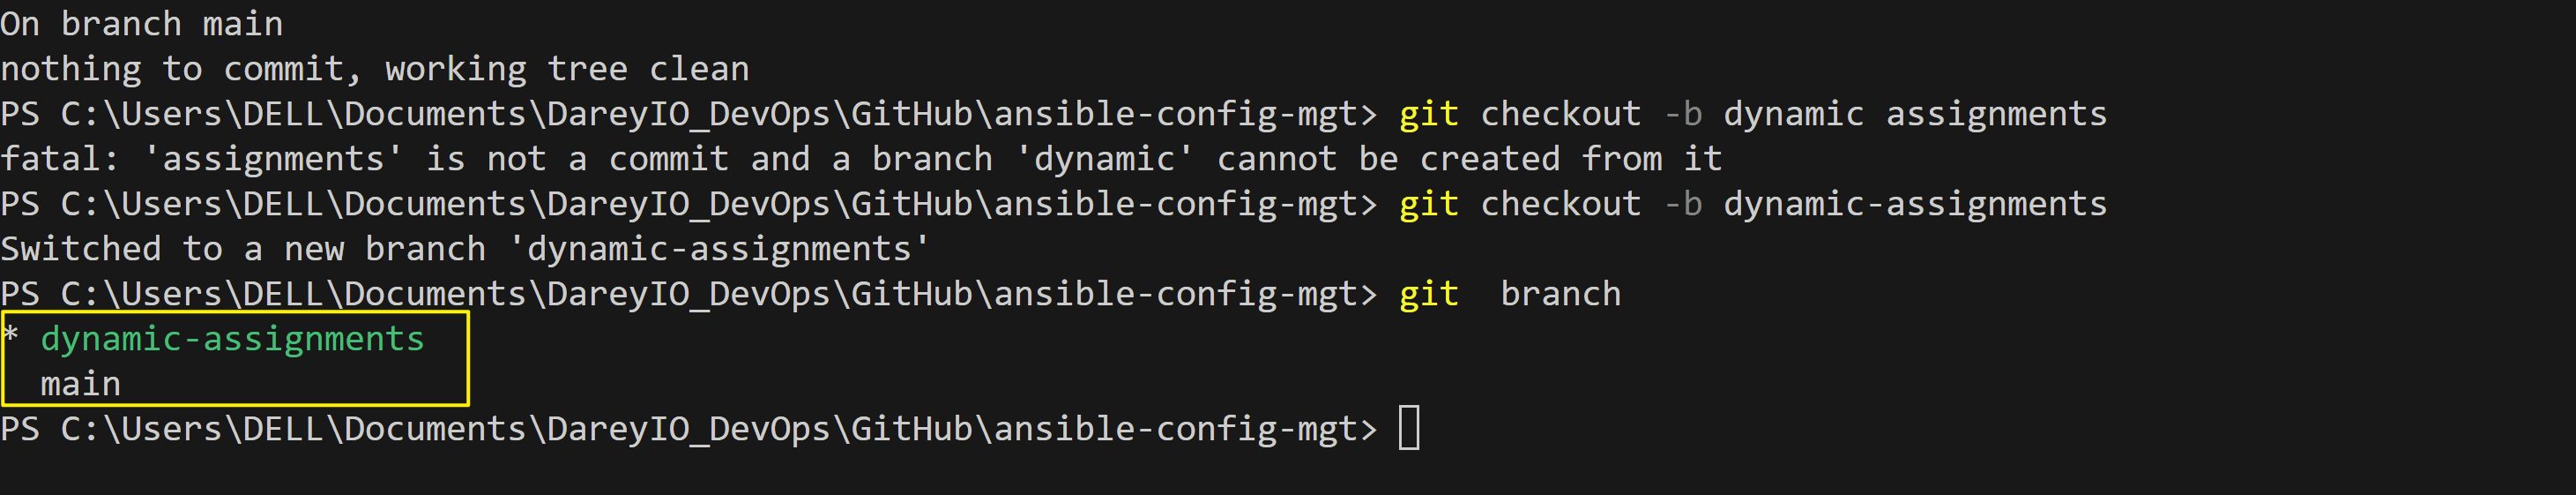 On branch main
nothing to commit, working tree clean
PS C:\Users\DELL\Documents\DareyIO_DevOps\GitHub\ansible-config-mgt> git checkout -b dynamic assignments
fatal: 'assignments' is not a commit and a branch 'dynamic' cannot be created from it
PS C:\Users\DELL\Documents\DareyIO_DevOps\GitHub\ansible-config-mgt> git checkout -b dynamic-assignments
Switched to a new branch 'dynamic-assignments'
PS C:\Users\DELL\Documents\DareyIO_DevOps\GitHub\ansible-config-mgt> git  branch
* dynamic-assignments
  main
PS C:\Users\DELL\Documents\DareyIO_DevOps\GitHub\ansible-config-mgt>